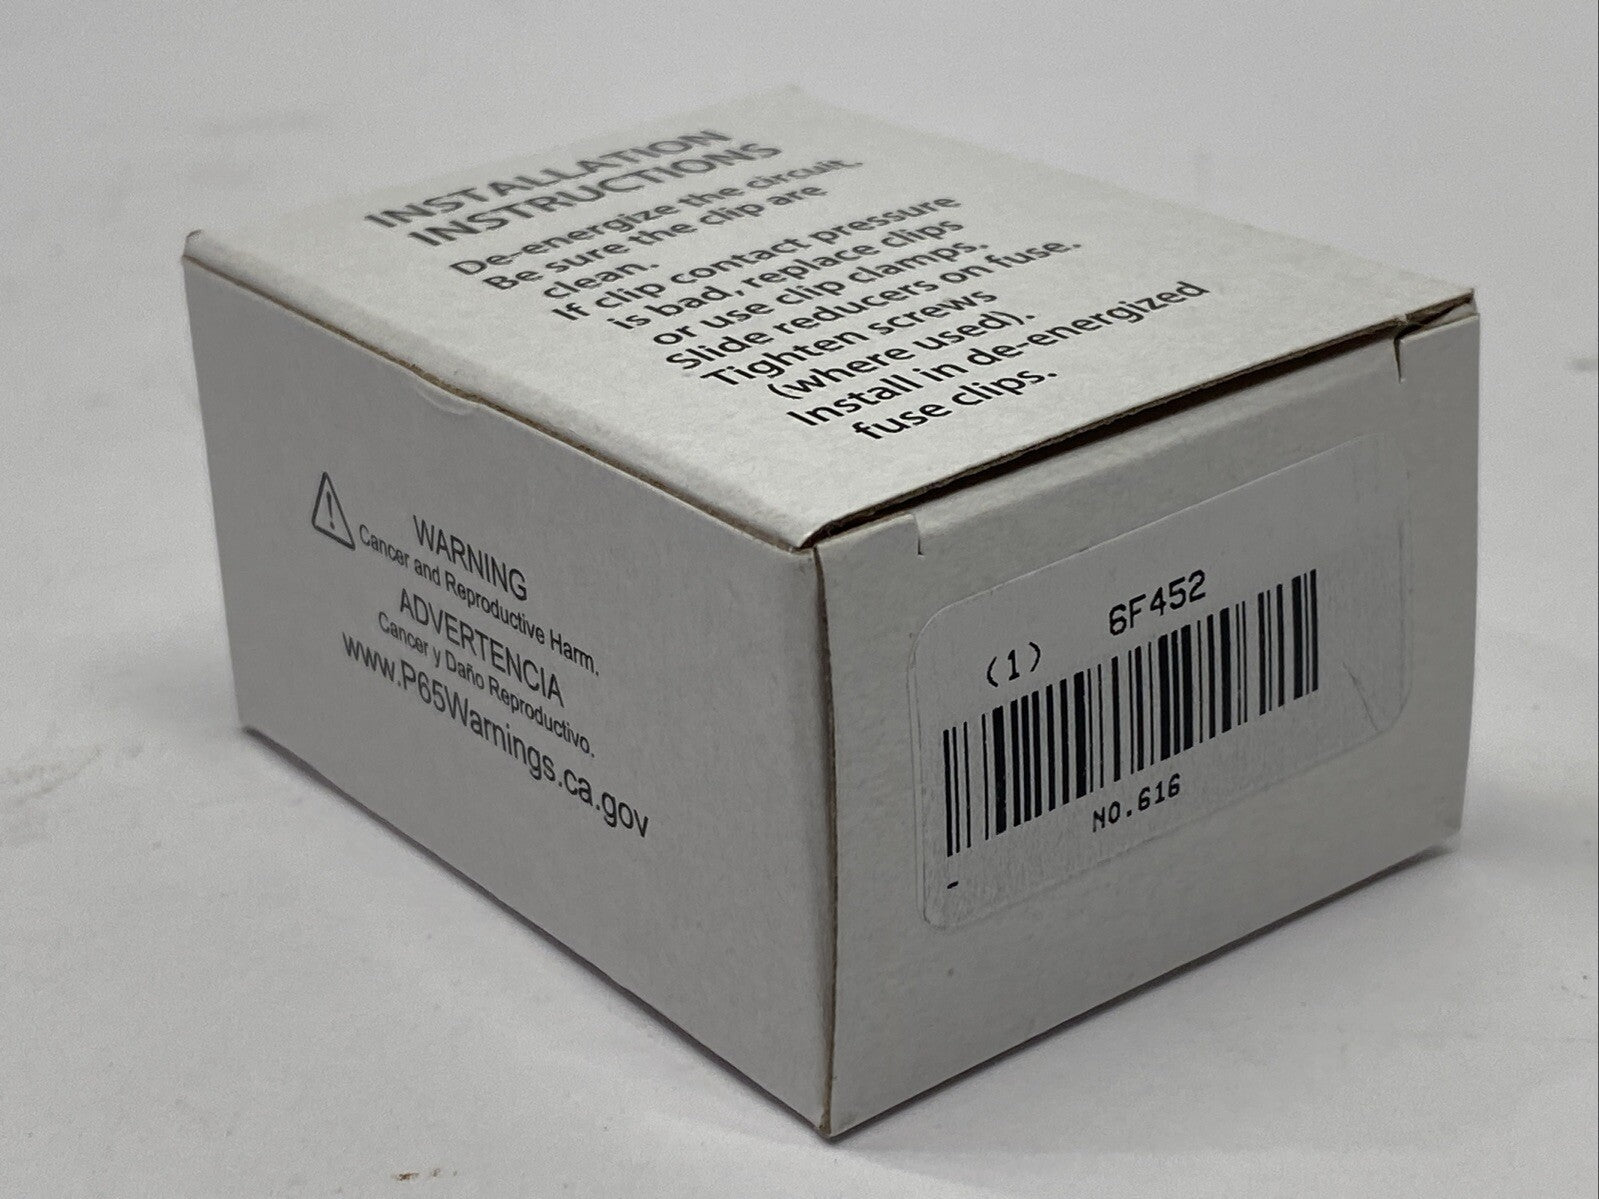 INSTALLATION
INSTRUCTIONS
De-energize the circuit.
Be sure the clip are
clean.
If clip contact pressure
is bad, replace clips
or use clip clamps.
Slide reducers on fuse.
Tighten screws
(where used).
Install in de-energized
fuse clips.
WARNING
Cancer and Reproductive Harm.
ADVERTENCIA
Cancer y Daño Reproductivo.
www.P65Warnings.ca.gov
(1) 6F452
NO.616
-